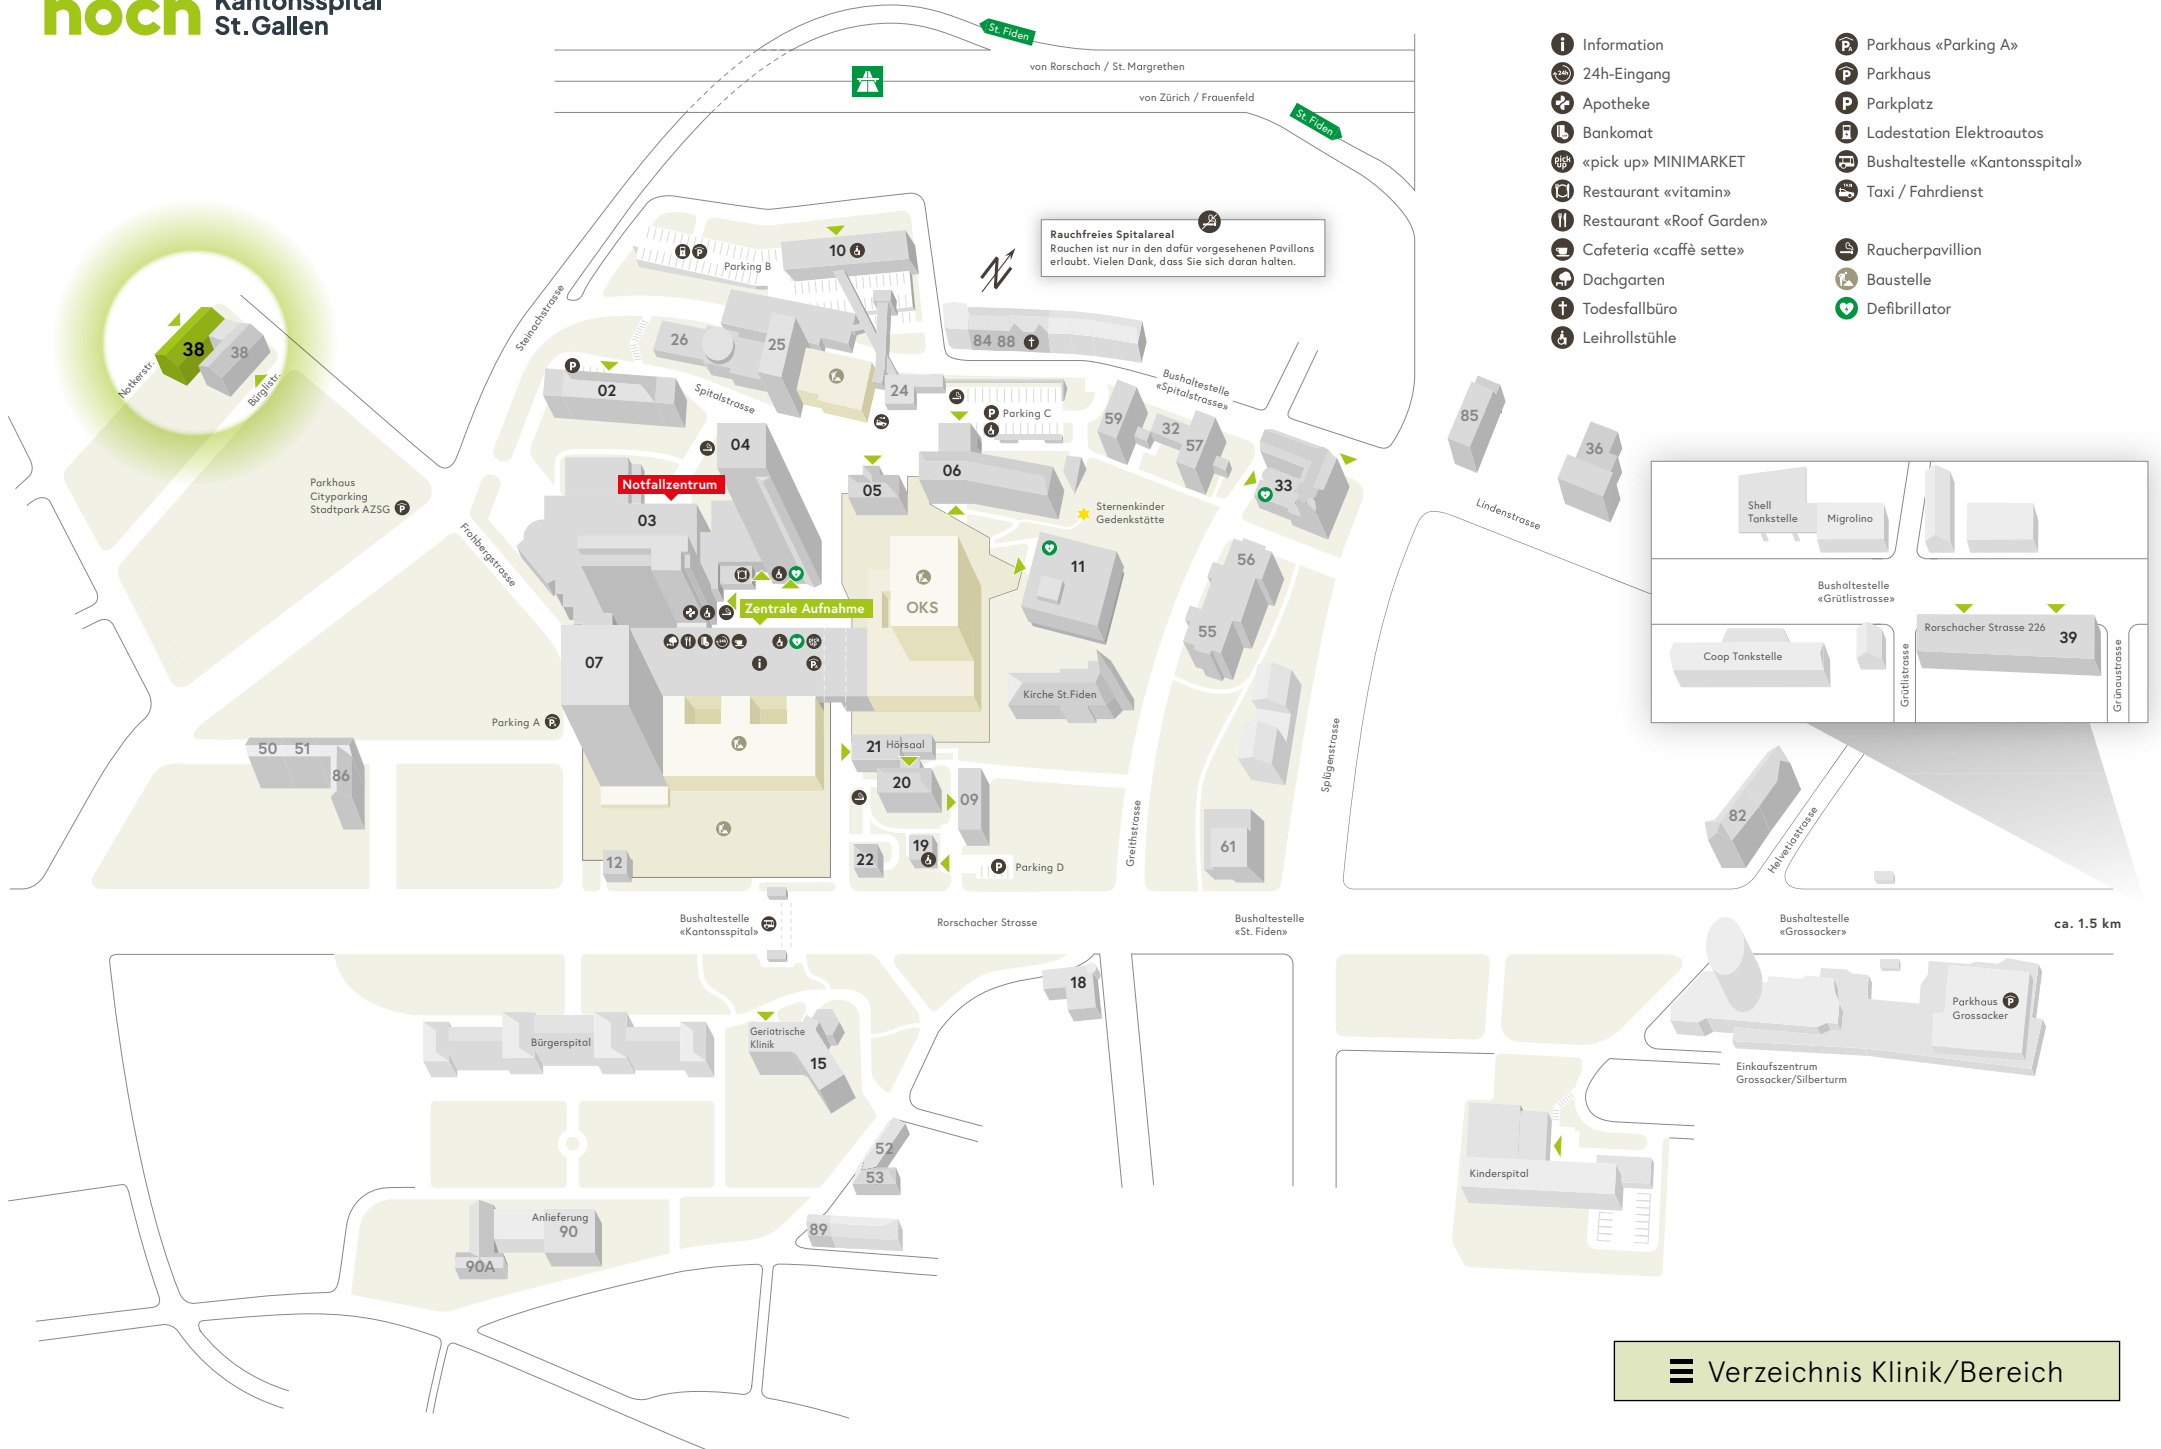 noch Kantonsspital
St.Gallen
St. Fiden
von Rorschach / St. Margrethen
von Zürich / Frauenfeld
St. Fiden
Information
24h-Eingang
Apotheke
Bankomat
«pick up» MINIMARKET
Restaurant «vitamin»
Restaurant «Roof Garden»
Cafeteria «caffè sette»
Dachgarten
Todesfallbüro
Leihrollstühle
Parkhaus «Parking A»
Parkhaus
Parkplatz
Ladestation Elektroautos
Bushaltestelle «Kantonsspital»
Taxi / Fahrdienst
Raucherpavillion
Baustelle
Defibrillator
Rauchfreies Spitalareal
Rauchen ist nur in den dafür vorgesehenen Pavillons
erlaubt. Vielen Dank, dass Sie sich daran halten.
N
10
Parking B
Steinachstrasse
26
25
84 88
38
38
Notkerstr.
Bürglistr.
02
Spitalstrasse
24
Bushaltestelle
«Spitalstrasse»
Parking C
59
32
57
85
36
04
06
05
33
Notfallzentrum
03
Parkhaus
Cityparking
Stadtpark AZSG
Frohbergstrasse
Sternenkinder
Gedenkstätte
Lindenstrasse
11
56
OKS
Zentrale Aufnahme
55
07
Kirche St.Fiden
Parking A
Shell
Tankstelle
Migrolino
Bushaltestelle
«Grütlistrasse»
Rorschacher Strasse 226
39
Coop Tankstelle
Grütlistrasse
Grünaustrasse
50 51
86
21 Hörsaal
20
09
Splügenstrasse
Greithstrasse
82
Helvetiastrasse
61
12
22
19
Parking D
Bushaltestelle
«Kantonsspital»
Rorschacher Strasse
Bushaltestelle
«St. Fiden»
Bushaltestelle
«Grossacker»
ca. 1.5 km
18
Bürgerspital
Geriatrische
Klinik
15
Parkhaus
Grossacker
Einkaufszentrum
Grossacker/Silberturm
52
53
Kinderspital
89
Anlieferung
90
90A
Verzeichnis Klinik/Bereich